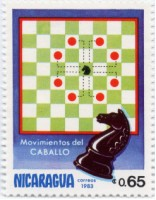 Movimientos del
CABALLO
NICARAGUA
correos
1983
₡0.65